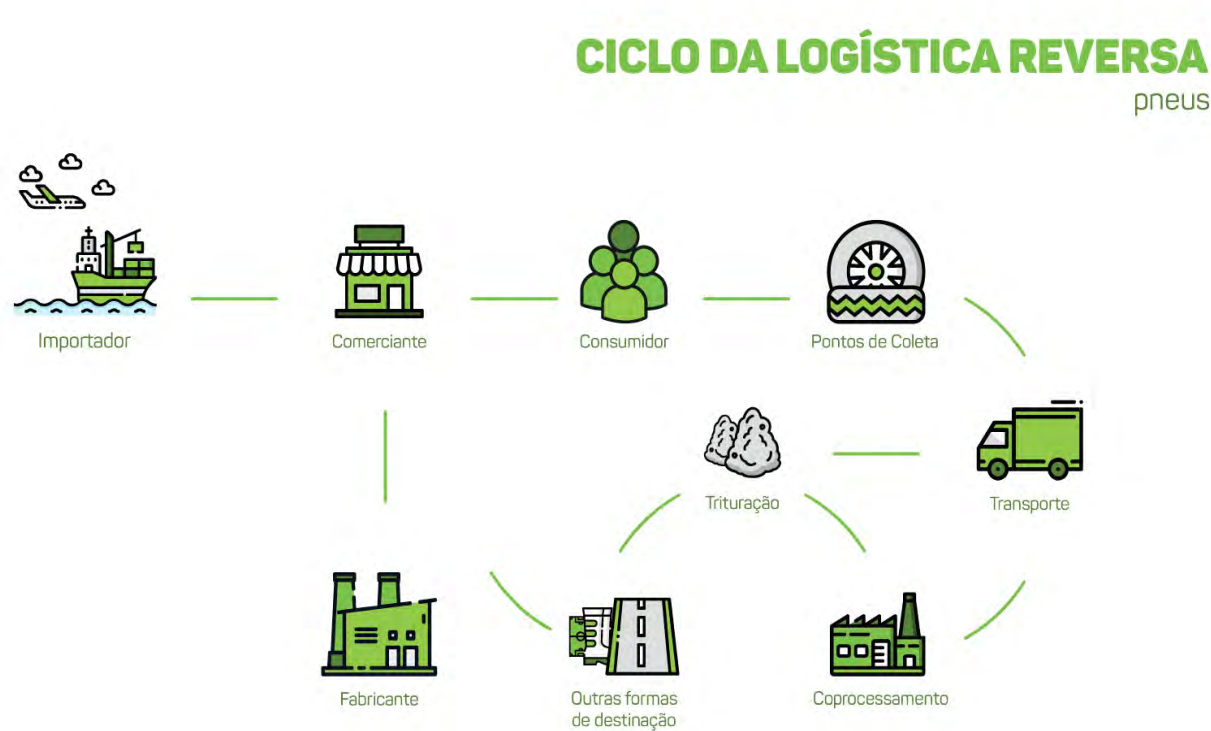 CICLO DA LOGÍSTICA REVERSA
pneus
Importador
Comerciante
Consumidor
Pontos de Coleta
Trituração
Transporte
Fabricante
Outras formas
de destinação
Coprocessamento